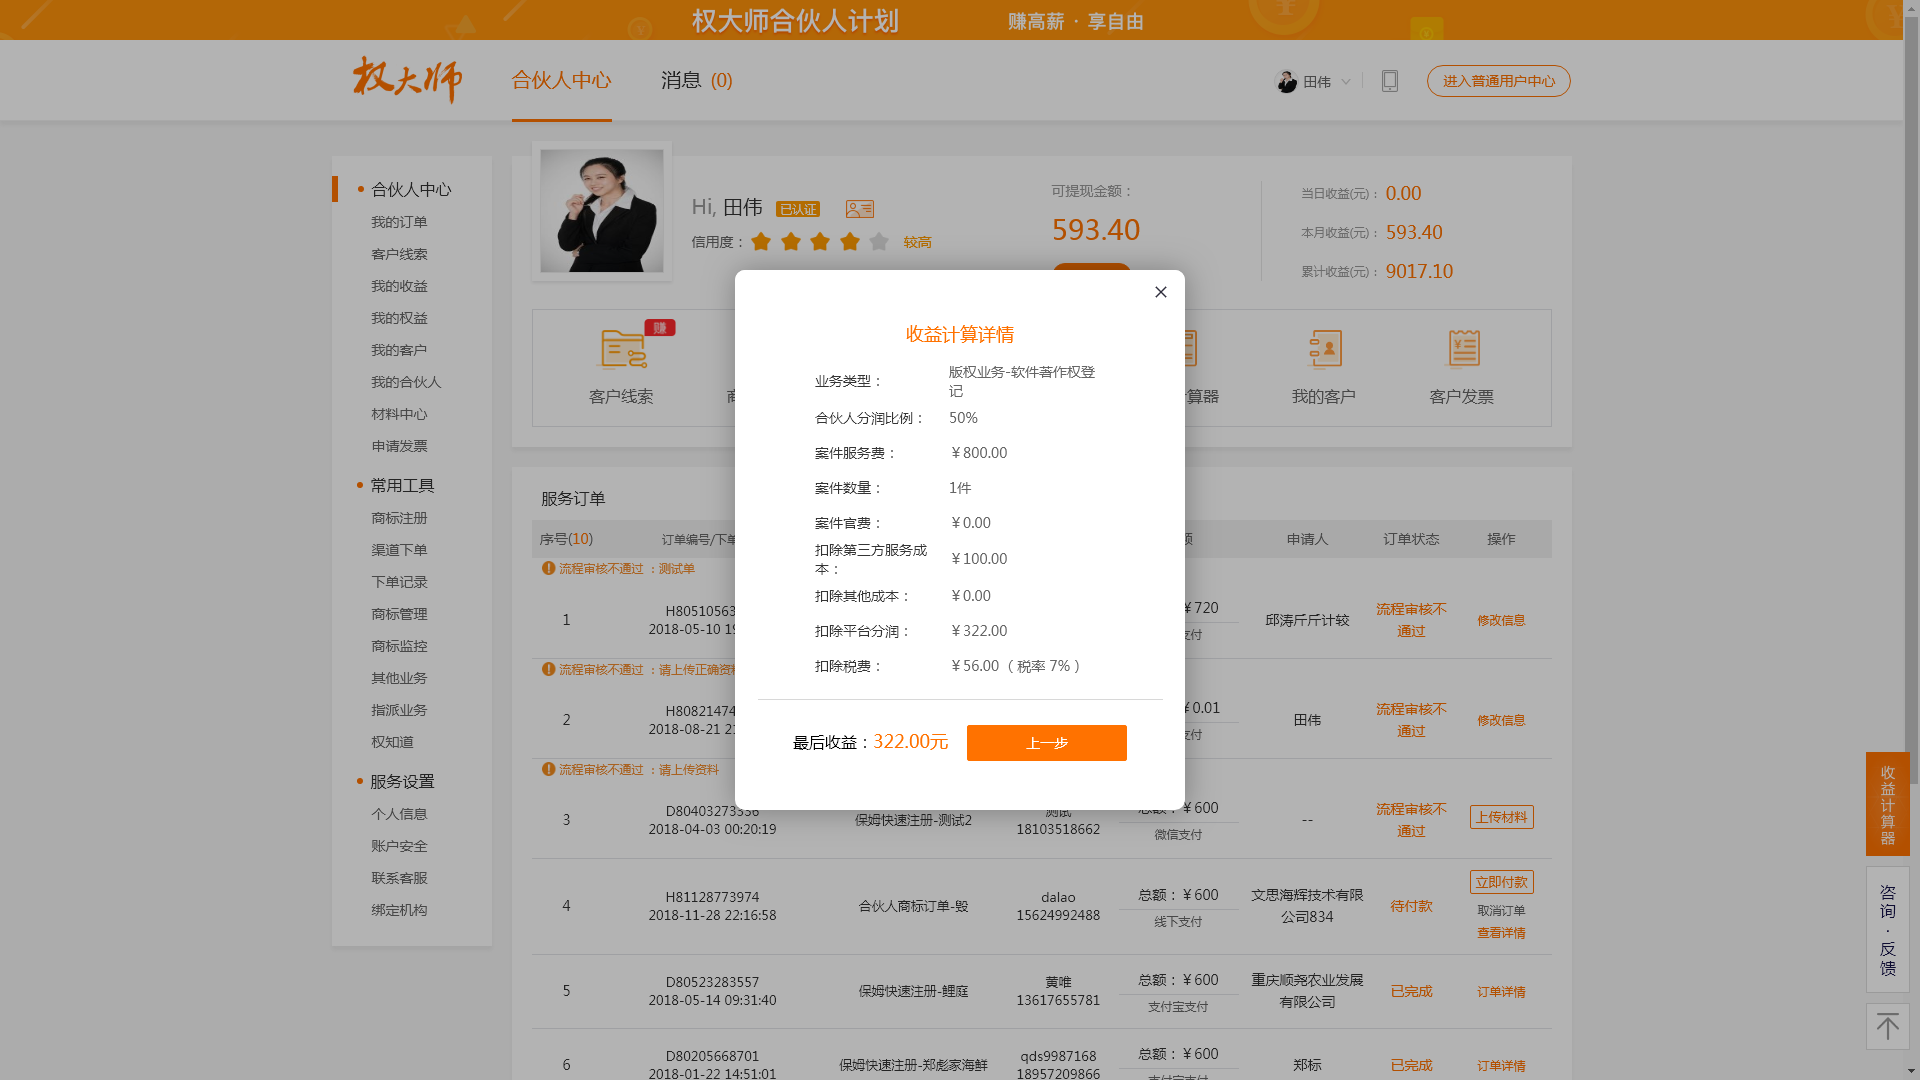 权大师合伙人计划 赚高薪 · 享自由
权大师
合伙人中心
消息 (0)
田伟
进入普通用户中心
合伙人中心
我的订单
客户线索
我的收益
我的权益
我的客户
我的合伙人
材料中心
申请发票
常用工具
商标注册
渠道下单
下单记录
商标管理
商标监控
其他业务
指派业务
权知道
服务设置
个人信息
账户安全
联系客服
绑定机构
Hi, 田伟 已认证
信用度： 较高
可提现金额：
593.40
当日收益(元)： 0.00
本月收益(元)： 593.40
累计收益(元)： 9017.10
赚
客户线索
算器
我的客户
客户发票
服务订单
序号(10) 订单编号/下单 申请人 订单状态 操作
流程审核不通过 ：测试单
1
H80510563
2018-05-10 19
￥720
支付
邱涛斤斤计较
流程审核不
通过
修改信息
流程审核不通过 ：请上传正确资料
2
H80821474
2018-08-21 21
￥0.01
支付
田伟
流程审核不
通过
修改信息
流程审核不通过 ：请上传资料
3
D80403273356
2018-04-03 00:20:19
保姆快速注册-测试2
测试
18103518662
总额：￥600
微信支付
--
流程审核不
通过
上传材料
4
H81128773974
2018-11-28 22:16:58
合伙人商标订单-毁
dalao
15624992488
总额：￥600
线下支付
文思海辉技术有限
公司834
待付款
立即付款
取消订单
查看详情
5
D80523283557
2018-05-14 09:31:40
保姆快速注册-鲤庭
黄唯
13617655781
总额：￥600
支付宝支付
重庆顺尧农业发展
有限公司
已完成
订单详情
6
D80205668701
2018-01-22 14:51:01
保姆快速注册-郑彪家海鲜
qds9987168
18957209866
总额：￥600
支付宝支付
郑标
已完成
订单详情
收益计算详情
业务类型： 版权业务-软件著作权登
记
合伙人分润比例： 50%
案件服务费： ￥800.00
案件数量： 1件
案件官费： ￥0.00
扣除第三方服务成
本： ￥100.00
扣除其他成本： ￥0.00
扣除平台分润： ￥322.00
扣除税费： ￥56.00（税率 7%）
最后收益：322.00元
上一步
收益计算器
咨询·反馈